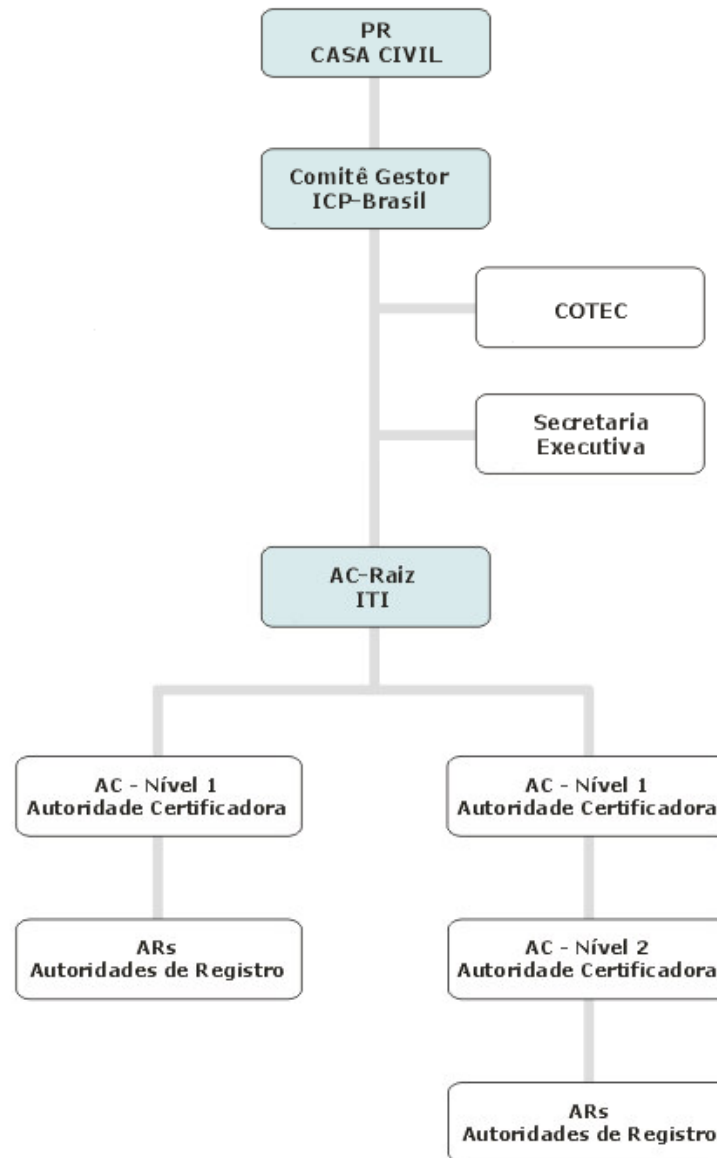 PR
CASA CIVIL
Comitê Gestor
ICP-Brasil
COTEC
Secretaria
Executiva
AC-Raiz
ITI
AC - Nível 1
Autoridade Certificadora
AC - Nível 1
Autoridade Certificadora
ARs
Autoridades de Registro
AC - Nível 2
Autoridade Certificadora
ARs
Autoridades de Registro